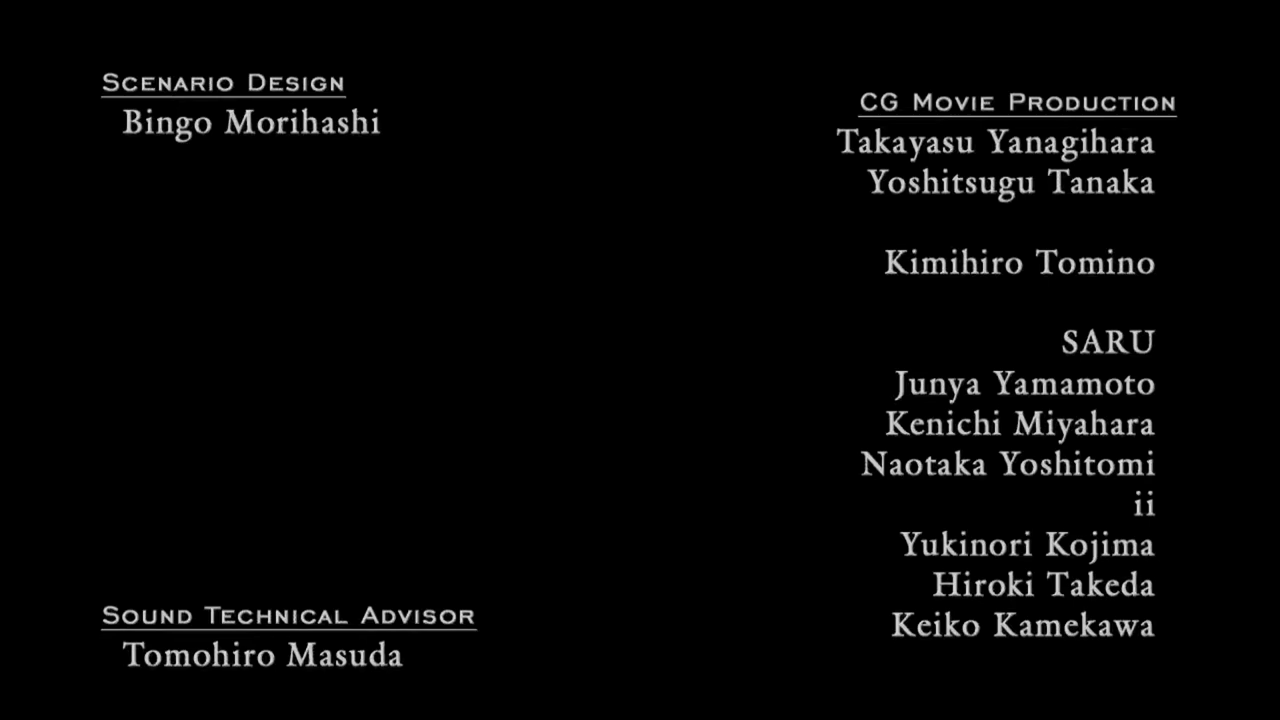 Scenario Design
Bingo Morihashi
Sound Technical Advisor
Tomohiro Masuda
CG Movie Production
Takayasu Yanagihara
Yoshitsugu Tanaka
Kimihiro Tomino
SARU
Junya Yamamoto
Kenichi Miyahara
Naotaka Yoshitomi
ii
Yukinori Kojima
Hiroki Takeda
Keiko Kamekawa